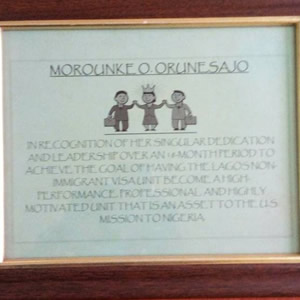 MOROUNKE O. ORUNESAJO
IN RECOGNITION OF HER SINGULAR DEDICATION
AND LEADERSHIP OVER AN 14 MONTH PERIOD TO
ACHIEVE THE GOAL OF HAVING THE LAGOS NON-
IMMIGRANT VISA UNIT BECOME A HIGH-
PERFORMANCE, PROFESSIONAL, AND HIGHLY
MOTIVATED UNIT THAT IS AN ASSET TO THE U.S.
MISSION TO NIGERIA.